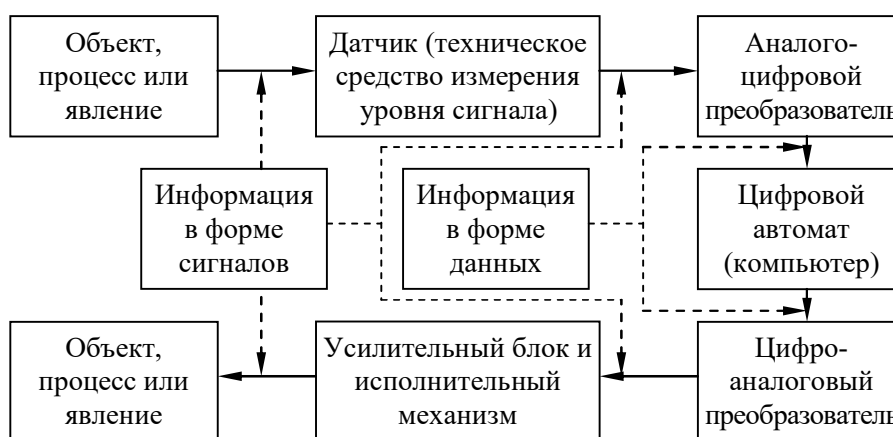 Объект,
процесс или
явление
Датчик (техническое
средство измерения
уровня сигнала)
Аналого-
цифровой
преобразователь
Информация
в форме
сигналов
Информация
в форме
данных
Цифровой
автомат
(компьютер)
Объект,
процесс или
явление
Усилительный блок и
исполнительный
механизм
Цифро-
аналоговый
преобразователь